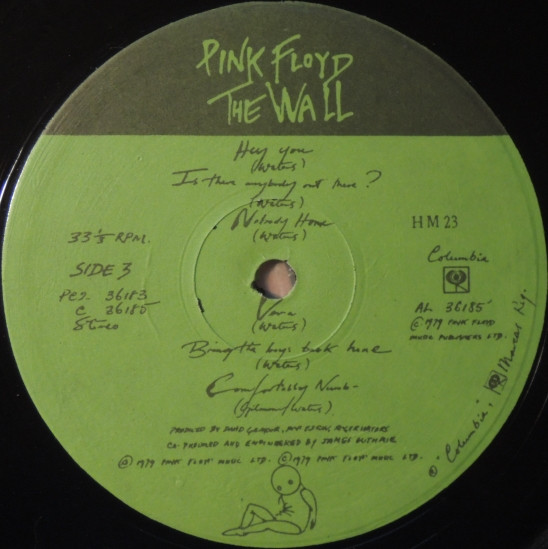 PINK FLOYD
THE WALL
Hey you
(Waters)
Is there anybody out there?
(Waters)
Nobody Home
(Waters)
33⅓ RPM.
SIDE 3
PC2. 36183
C 36185
Stereo
HM 23
Columbia
AL 36185
℗ 1979 PINK FLOYD
MUSIC PUBLISHERS LTD.
Vera
(Waters)
Bring the boys back home
(Waters)
Comfortably Numb
(Gilmour/Waters)
PRODUCED BY DAVID GILMOUR, BOB EZRIN, ROGER WATERS
CO-PRODUCED AND ENGINEERED BY JAMES GUTHRIE
℗ 1979 PINK FLOYD MUSIC LTD. © 1979 PINK FLOYD MUSIC LTD.
® "Columbia", Marcas Reg.